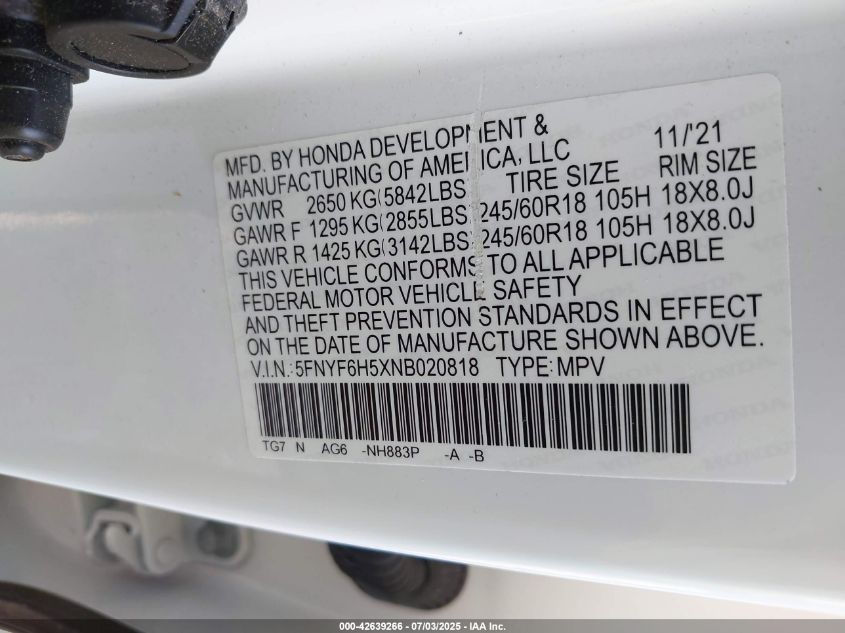 MFD. BY HONDA DEVELOPMENT & 11/'21
MANUFACTURING OF AMERICA, LLC
TIRE SIZE RIM SIZE
GVWR 2650 KG(5842LBS
GAWR F 1295 KG(2855LBS 245/60R18 105H 18X8.0J
GAWR R 1425 KG(3142LBS 245/60R18 105H 18X8.0J
THIS VEHICLE CONFORMS TO ALL APPLICABLE
FEDERAL MOTOR VEHICLE SAFETY
AND THEFT PREVENTION STANDARDS IN EFFECT
ON THE DATE OF MANUFACTURE SHOWN ABOVE.
V.I.N.: 5FNYF6H5XNB020818 TYPE: MPV
TG7 N AG6 -NH883P -A -B
000-42639266 - 07/03/2025 - IAA Inc.